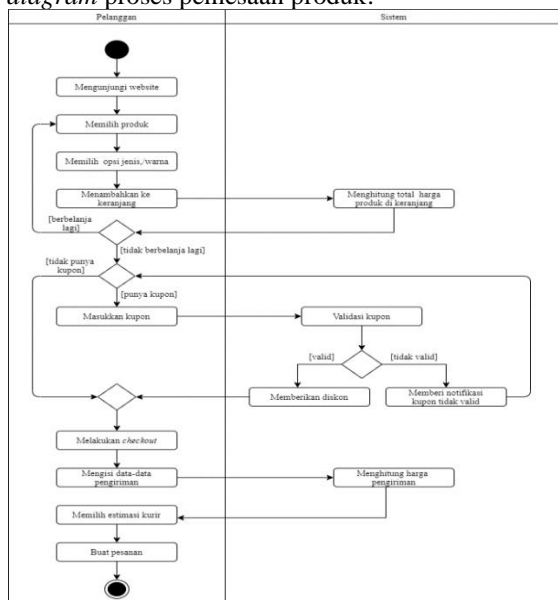 diagram proses pemesaan produk.
Pelanggan
Sistem
Mengunjungi website
Memilih produk
Memilih opsi jenis,/warna
Menambahkan ke
keranjang
Menghitung total harga
produk di keranjang
[berbelanja
lagi]
[tidak berbelanja lagi]
[tidak punya
kupon]
[punya kupon]
Masukkan kupon
Validasi kupon
[valid]
[tidak valid]
Memberikan diskon
Memberi notifikasi
kupon tidak valid
Melakukan checkout
Mengisi data-data
pengiriman
Menghitung harga
pengiriman
Memilih estimasi kurir
Buat pesanan